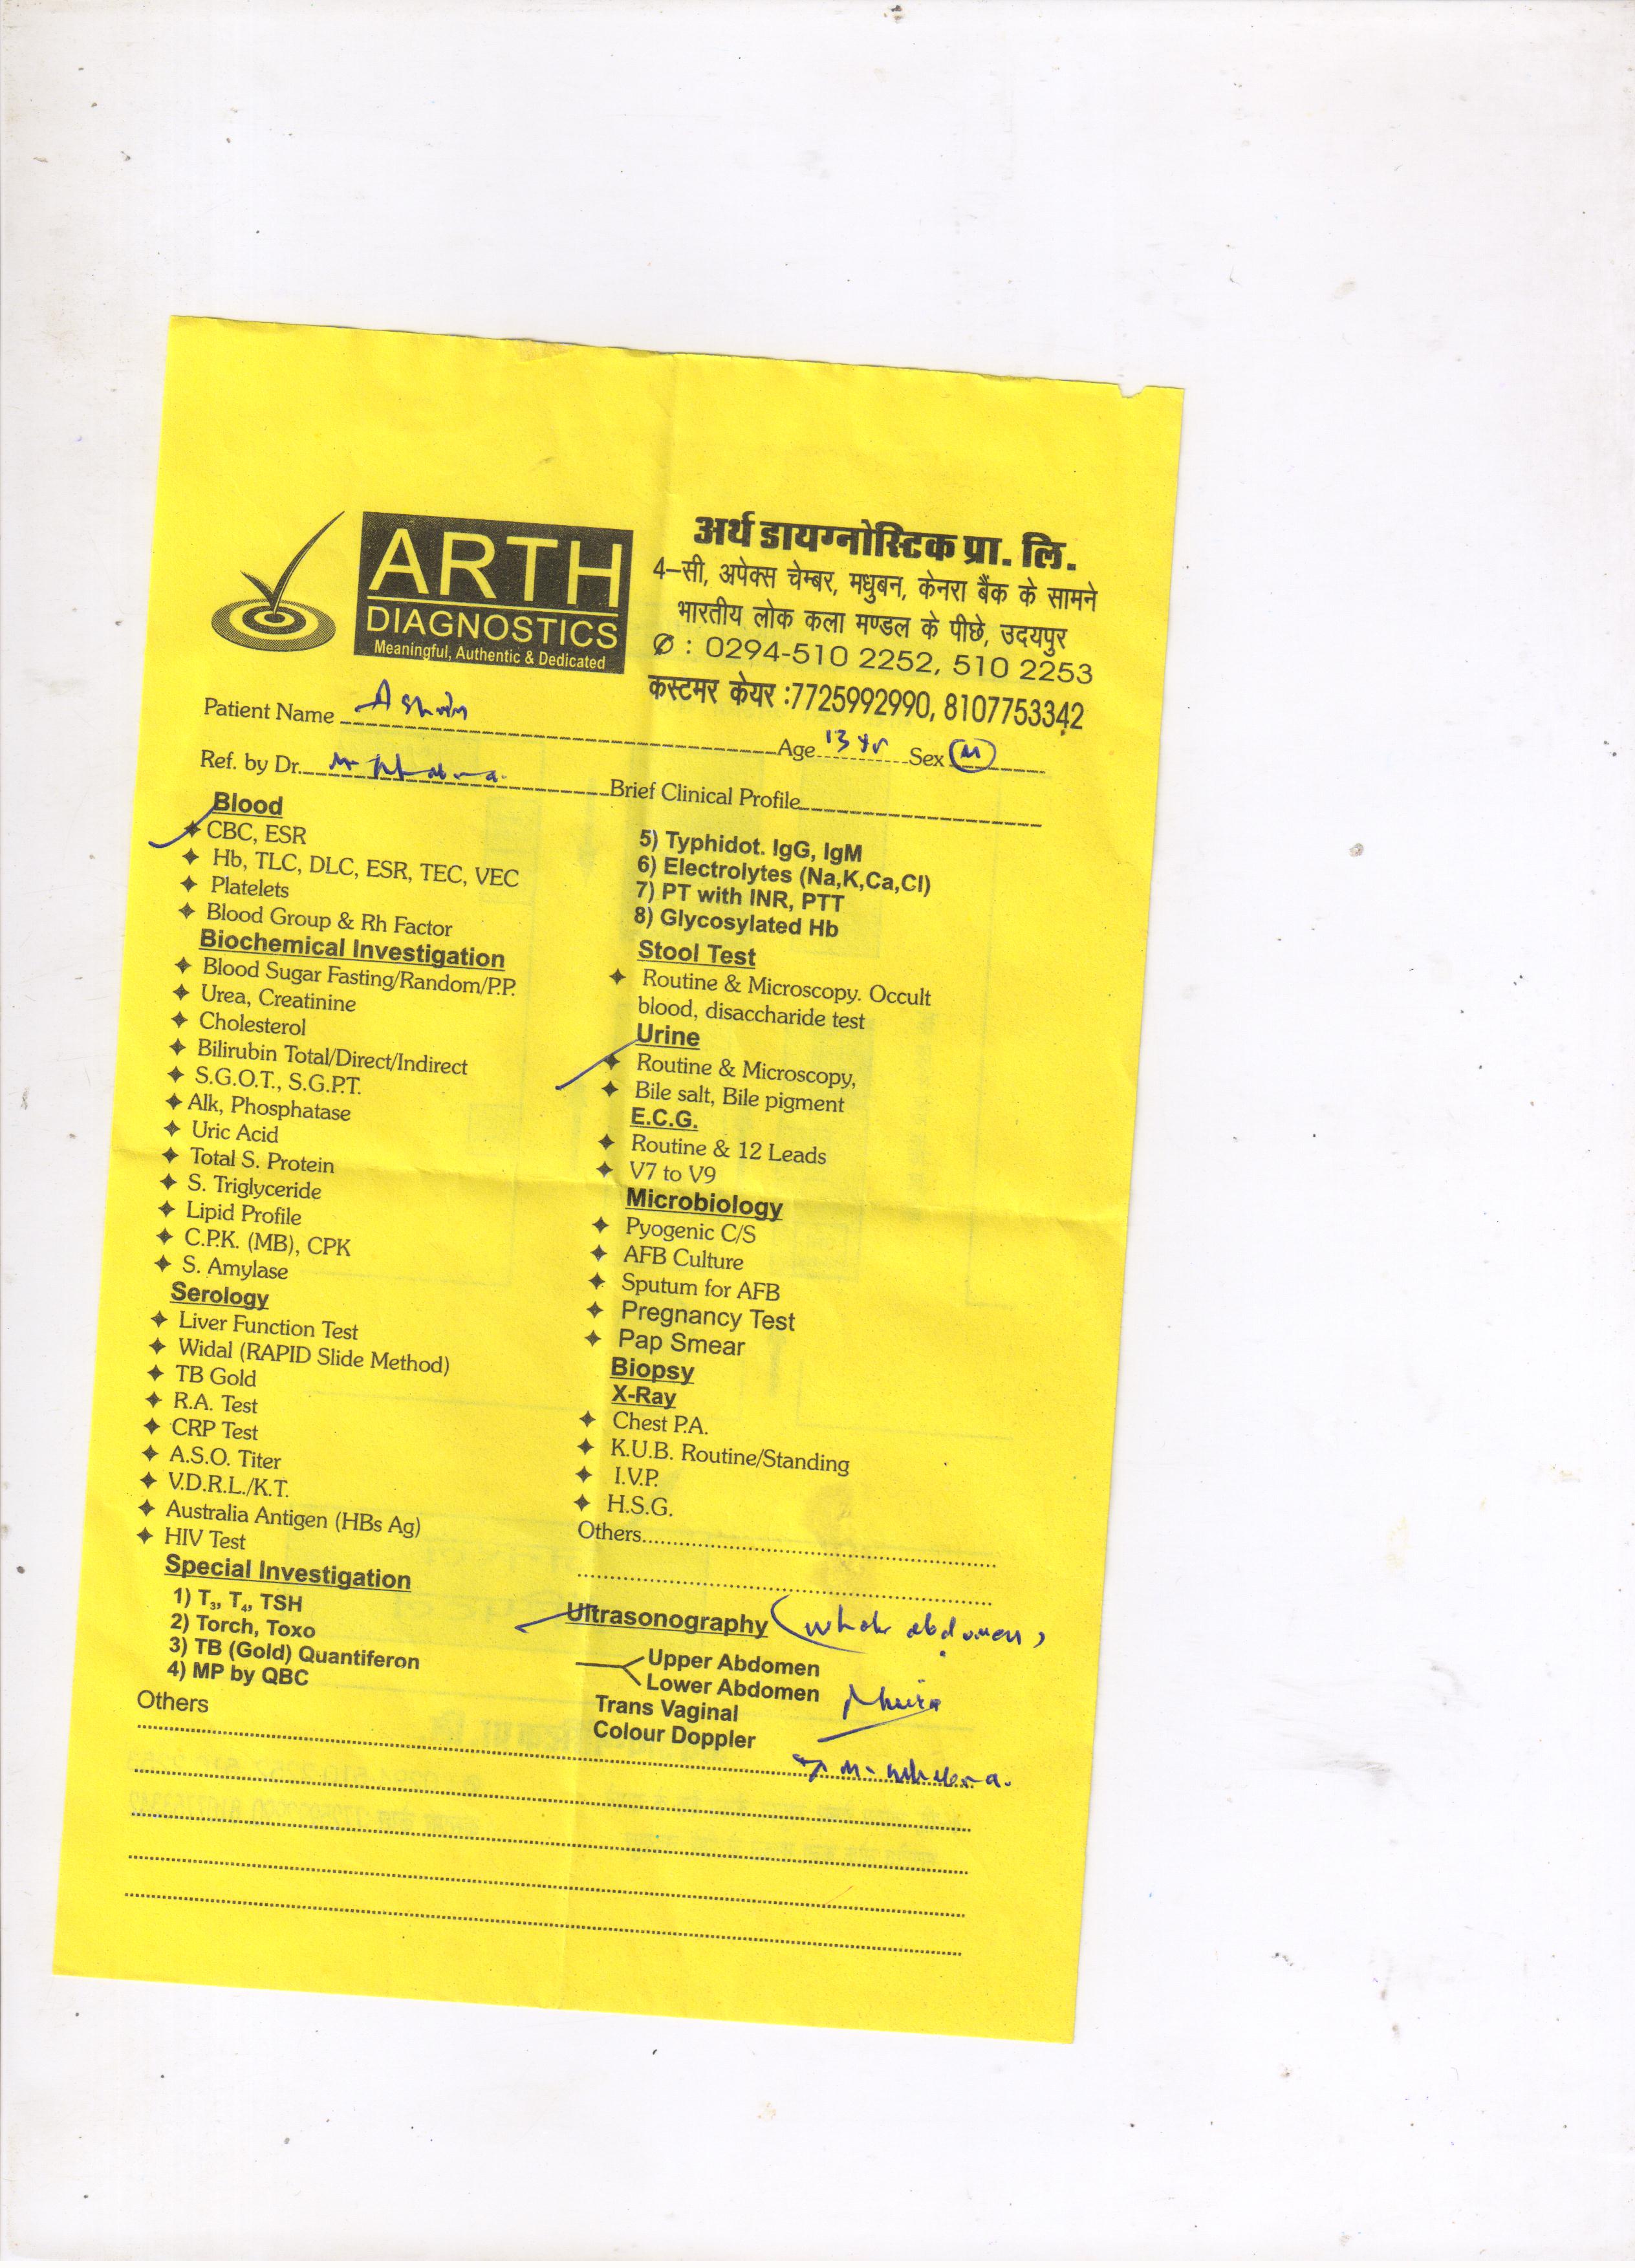 ARTH
DIAGNOSTICS
Meaningful, Authentic & Dedicated
अर्थ डायग्नोस्टिक प्रा. लि.
4-सी, अपेक्स चेम्बर, मधुबन, केनरा बैंक के सामने
भारतीय लोक कला मण्डल के पीछे, उदयपुर
✆ : 0294-510 2252, 510 2253
कस्टमर केयर :7725992990, 8107753342
Patient Name
Age 13 yr Sex M
Ref. by Dr. Brief Clinical Profile
Blood
CBC, ESR
Hb, TLC, DLC, ESR, TEC, VEC
Platelets
Blood Group & Rh Factor
Biochemical Investigation
Blood Sugar Fasting/Random/P.P.
Urea, Creatinine
Cholesterol
Bilirubin Total/Direct/Indirect
S.G.O.T., S.G.P.T.
Alk, Phosphatase
Uric Acid
Total S. Protein
S. Triglyceride
Lipid Profile
C.P.K. (MB), CPK
S. Amylase
Serology
Liver Function Test
Widal (RAPID Slide Method)
TB Gold
R.A. Test
CRP Test
A.S.O. Titer
V.D.R.L./K.T.
Australia Antigen (HBs Ag)
HIV Test
Special Investigation
1) T3, T4, TSH
2) Torch, Toxo
3) TB (Gold) Quantiferon
4) MP by QBC
Others
5) Typhidot. IgG, IgM
6) Electrolytes (Na,K,Ca,Cl)
7) PT with INR, PTT
8) Glycosylated Hb
Stool Test
Routine & Microscopy. Occult
blood, disaccharide test
Urine
Routine & Microscopy,
Bile salt, Bile pigment
E.C.G.
Routine & 12 Leads
V7 to V9
Microbiology
Pyogenic C/S
AFB Culture
Sputum for AFB
Pregnancy Test
Pap Smear
Biopsy
X-Ray
Chest P.A.
K.U.B. Routine/Standing
I.V.P.
H.S.G.
Others
Ultrasonography (whole abdomen)
Upper Abdomen
Lower Abdomen
Trans Vaginal
Colour Doppler